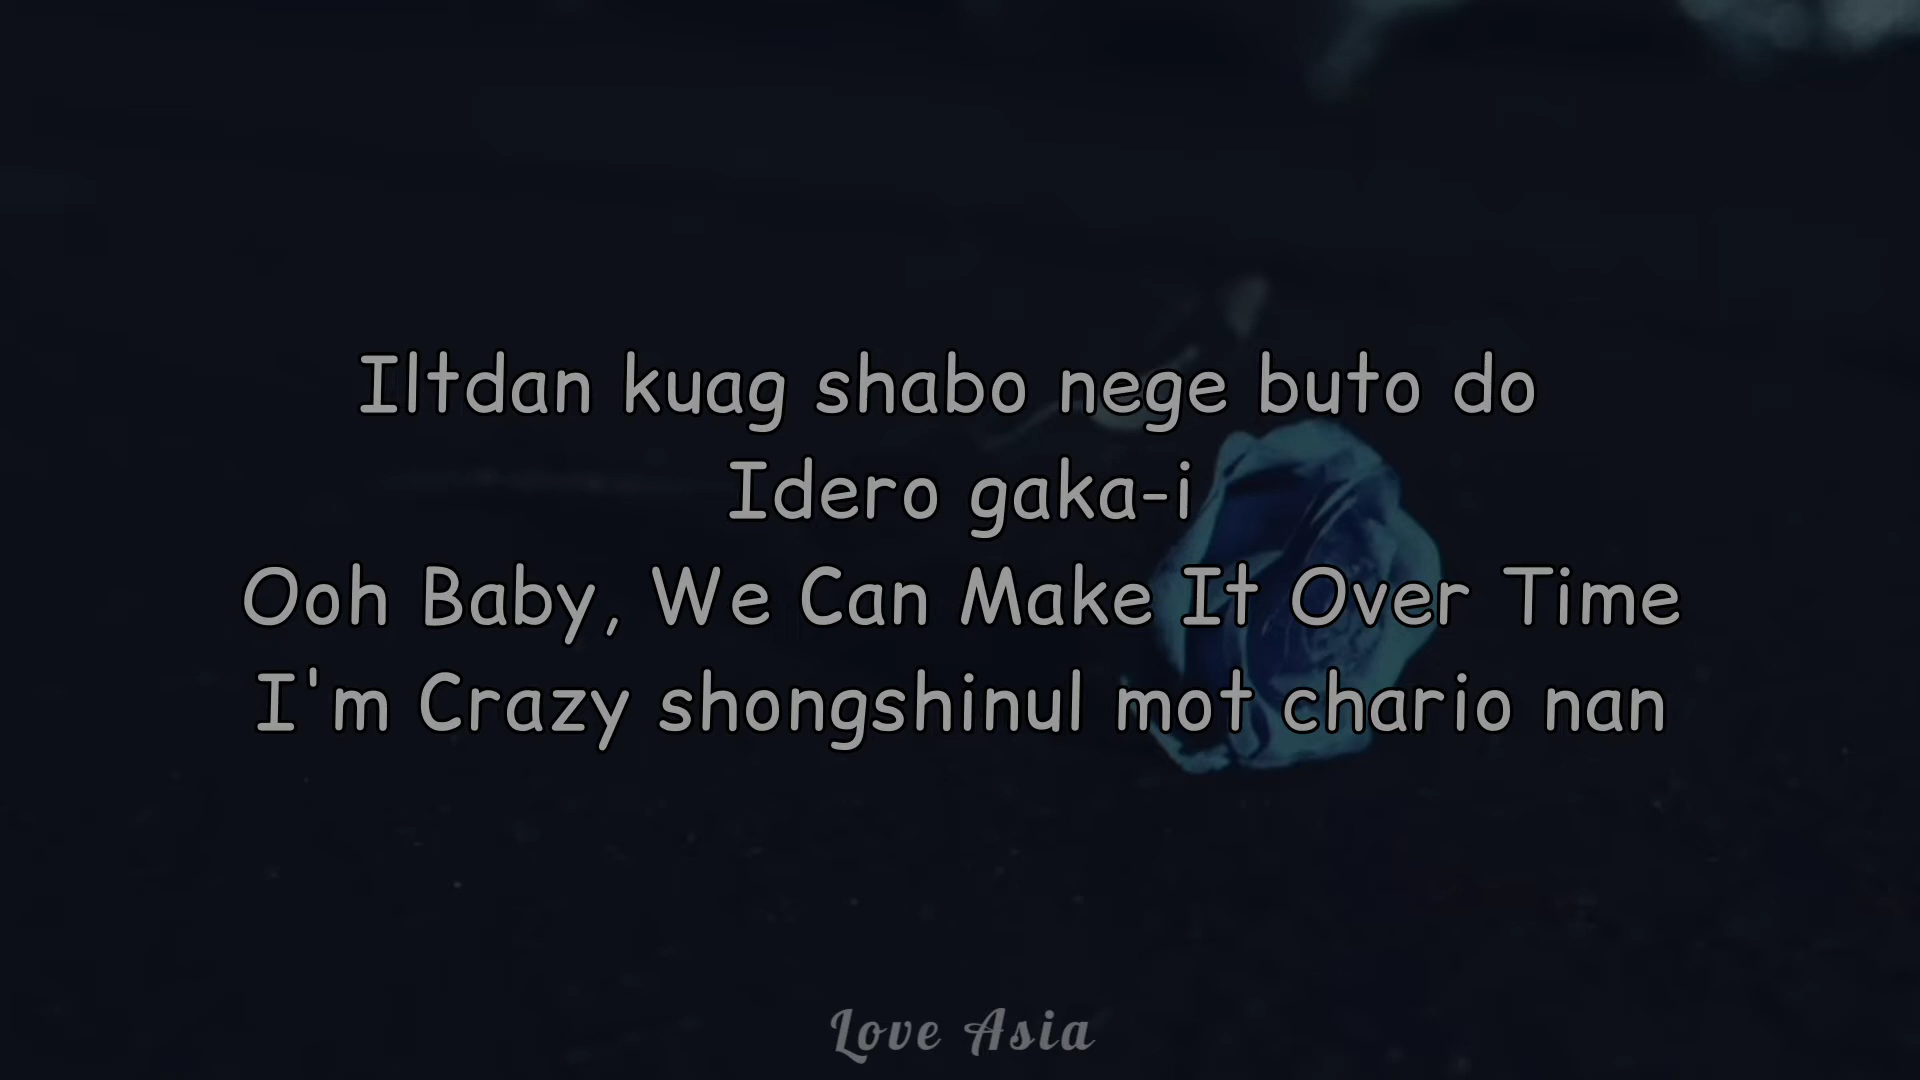 Iltdan kuag shabo nege buto do
Idero gaka-i
Ooh Baby, We Can Make It Over Time
I'm Crazy shongshinul mot chario nan
Love Asia